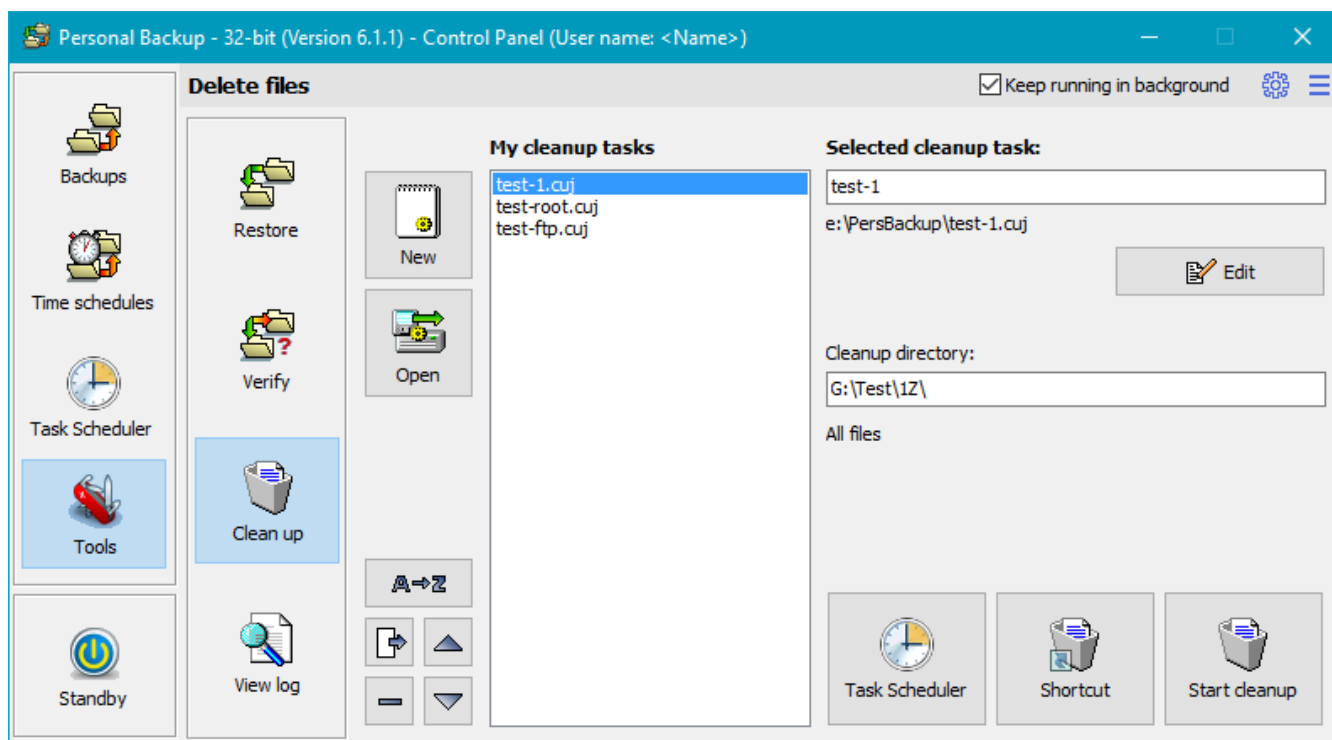 Personal Backup - 32-bit (Version 6.1.1) - Control Panel (User name: <Name>)
Delete files
Keep running in background
Backups
Time schedules
Task Scheduler
Tools
Standby
Restore
Verify
Clean up
View log
New
Open
A⇒Z
My cleanup tasks
test-1.cuj
test-root.cuj
test-ftp.cuj
Selected cleanup task:
test-1
e:\PersBackup\test-1.cuj
Edit
Cleanup directory:
G:\Test\1Z\
All files
Task Scheduler
Shortcut
Start cleanup